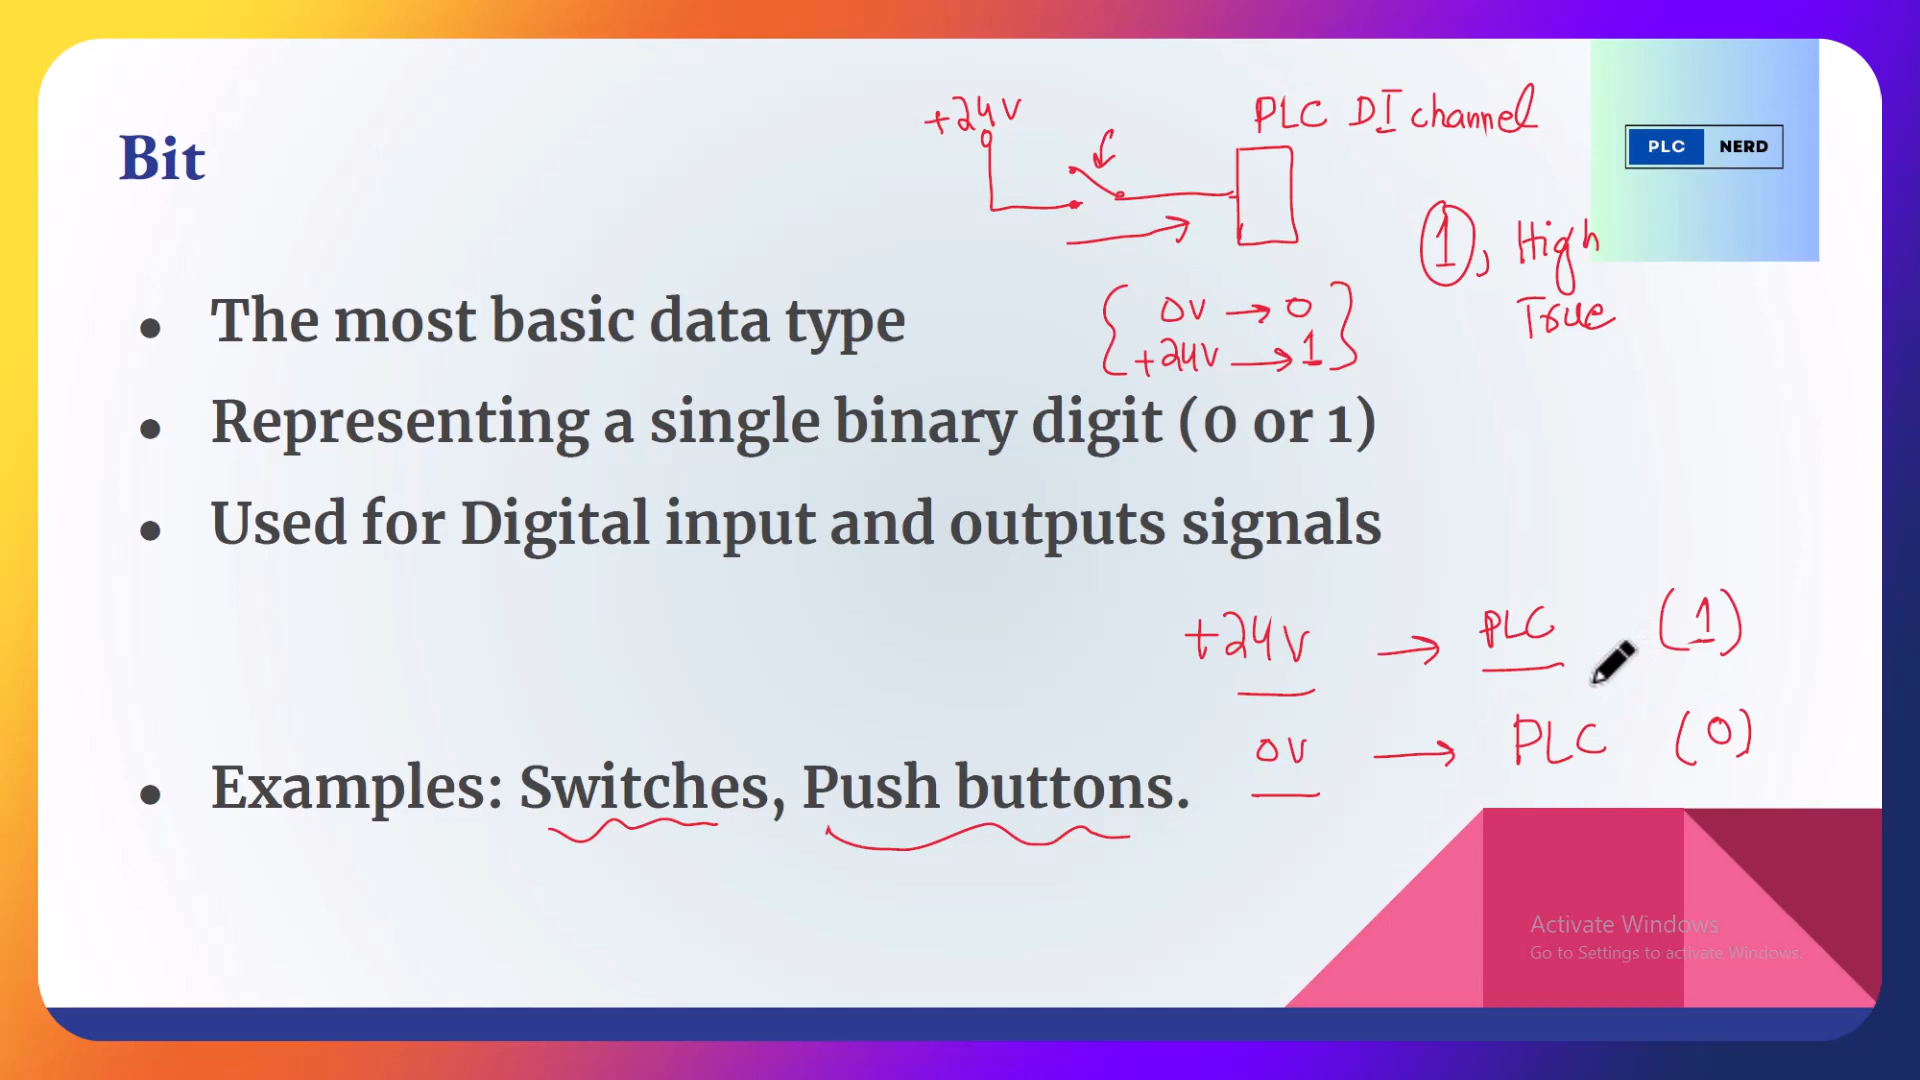 +24V
PLC DI channel
PLC NERD
Bit
1, High
True
0V → 0
+24V → 1
• The most basic data type
• Representing a single binary digit (0 or 1)
• Used for Digital input and outputs signals
+24V → PLC (1)
0V → PLC (0)
• Examples: Switches, Push buttons.
Activate Windows
Go to Settings to activate Windows.